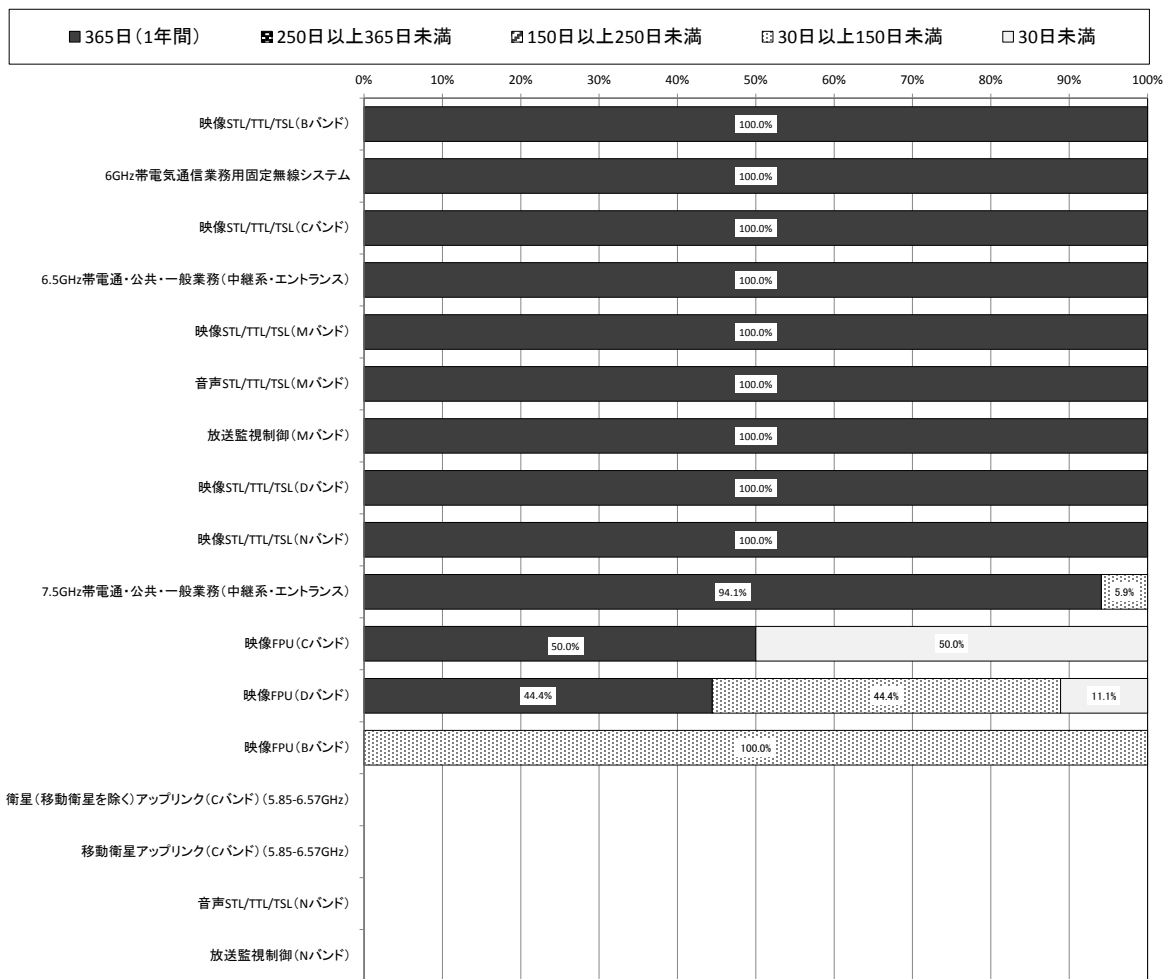 ■365日（1年間） ■250日以上365日未満 ■150日以上250日未満 ■30日以上150日未満 □30日未満
0% 10% 20% 30% 40% 50% 60% 70% 80% 90% 100%
映像STL/TTL/TSL（Bバンド） 100.0%
6GHz帯電気通信業務用固定無線システム 100.0%
映像STL/TTL/TSL（Cバンド） 100.0%
6.5GHz帯電通・公共・一般業務（中継系・エントランス） 100.0%
映像STL/TTL/TSL（Mバンド） 100.0%
音声STL/TTL/TSL（Mバンド） 100.0%
放送監視制御（Mバンド） 100.0%
映像STL/TTL/TSL（Dバンド） 100.0%
映像STL/TTL/TSL（Nバンド） 100.0%
7.5GHz帯電通・公共・一般業務（中継系・エントランス） 94.1% 5.9%
映像FPU（Cバンド） 50.0% 50.0%
映像FPU（Dバンド） 44.4% 44.4% 11.1%
映像FPU（Bバンド） 100.0%
衛星（移動衛星を除く）アップリンク（Cバンド）（5.85-6.57GHz）
移動衛星アップリンク（Cバンド）（5.85-6.57GHz）
音声STL/TTL/TSL（Nバンド）
放送監視制御（Nバンド）